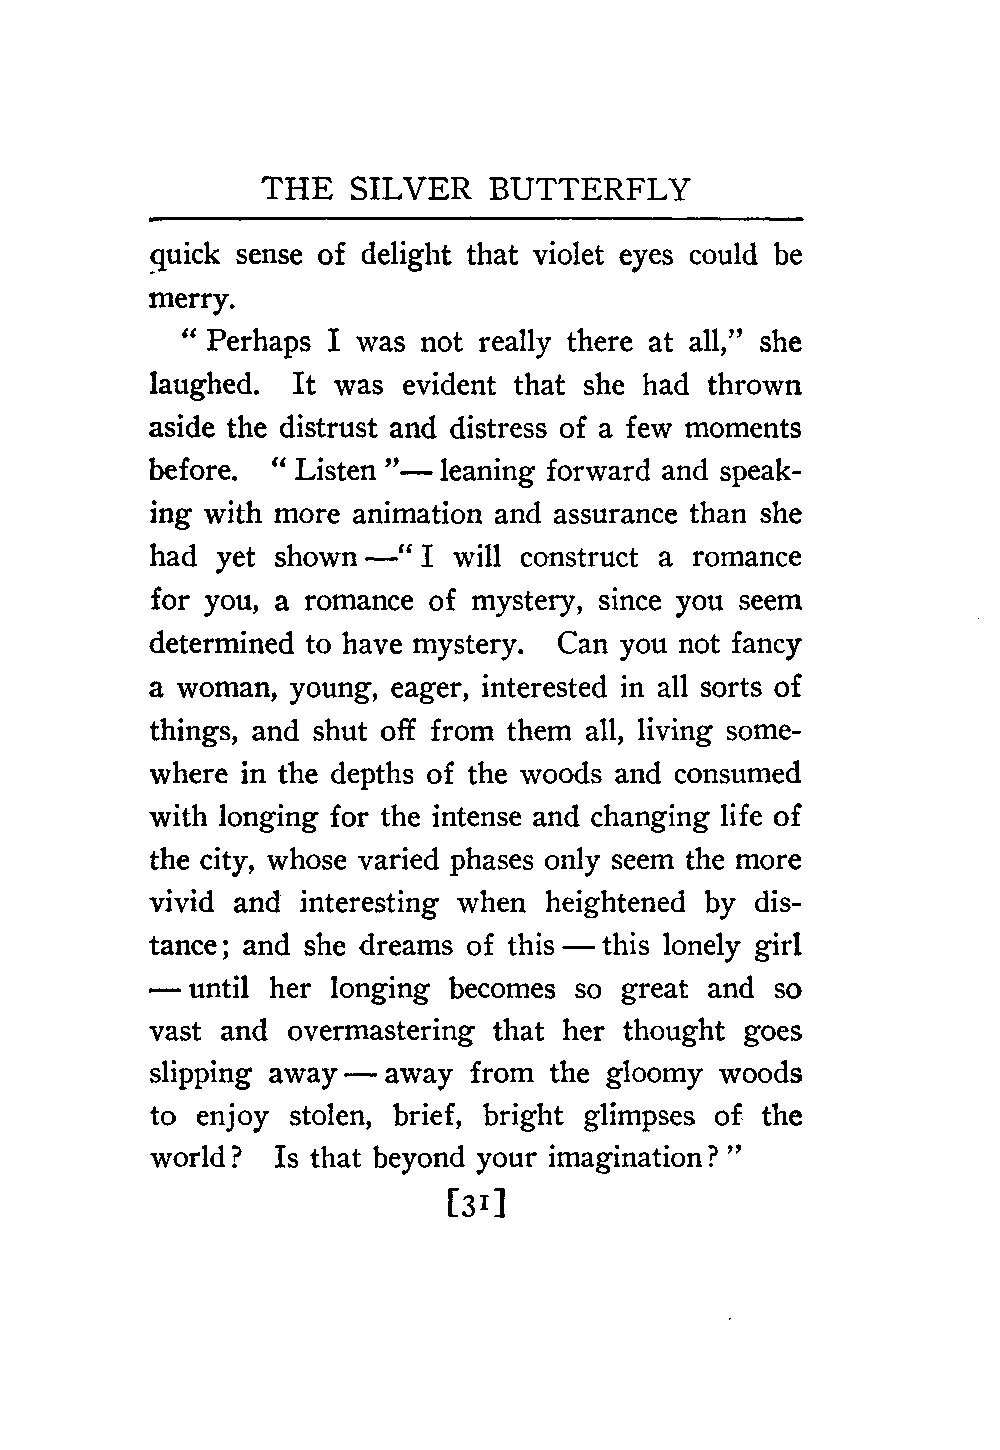 THE SILVER BUTTERFLY
quick sense of delight that violet eyes could be
merry.
“ Perhaps I was not really there at all,” she
laughed. It was evident that she had thrown
aside the distrust and distress of a few moments
before. “ Listen ”— leaning forward and speak-
ing with more animation and assurance than she
had yet shown —“ I will construct a romance
for you, a romance of mystery, since you seem
determined to have mystery. Can you not fancy
a woman, young, eager, interested in all sorts of
things, and shut off from them all, living some-
where in the depths of the woods and consumed
with longing for the intense and changing life of
the city, whose varied phases only seem the more
vivid and interesting when heightened by dis-
tance; and she dreams of this — this lonely girl
— until her longing becomes so great and so
vast and overmastering that her thought goes
slipping away — away from the gloomy woods
to enjoy stolen, brief, bright glimpses of the
world? Is that beyond your imagination? ”
[31]